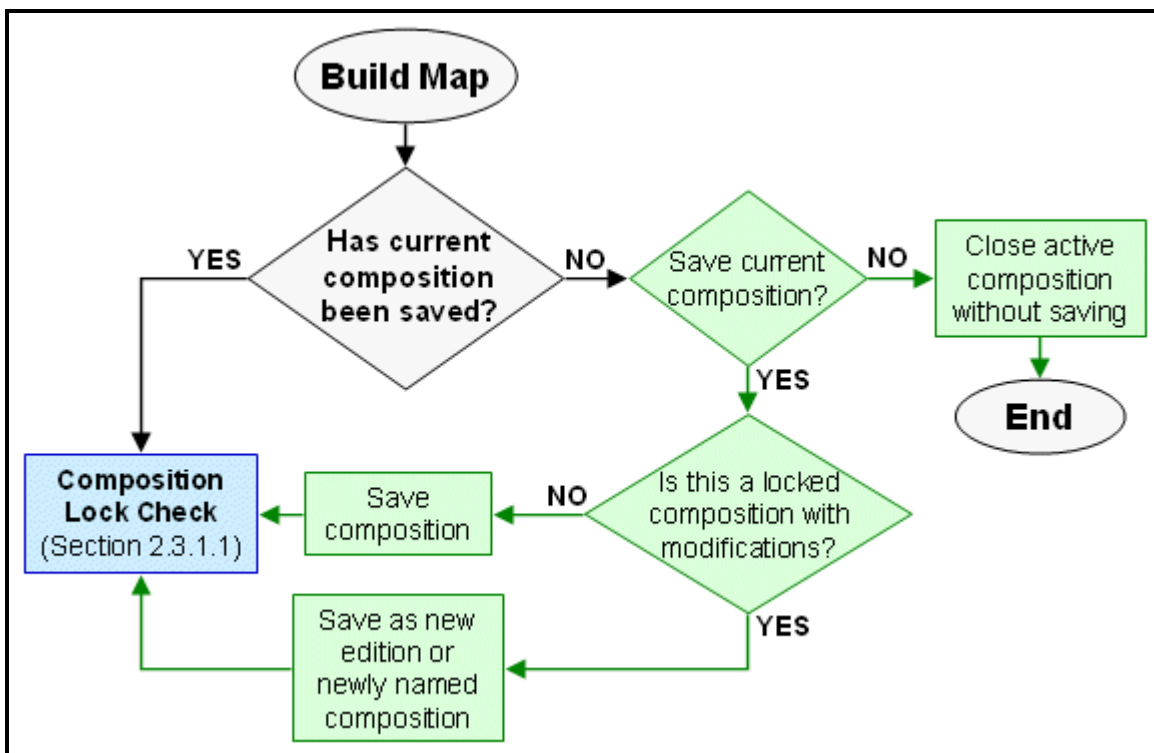 Build Map
Has current
composition
been saved?
YES
NO
Save current
composition?
NO
Close active
composition
without saving
YES
End
Is this a locked
composition with
modifications?
NO
Save
composition
Composition
Lock Check
(Section 2.3.1.1)
YES
Save as new
edition or
newly named
composition